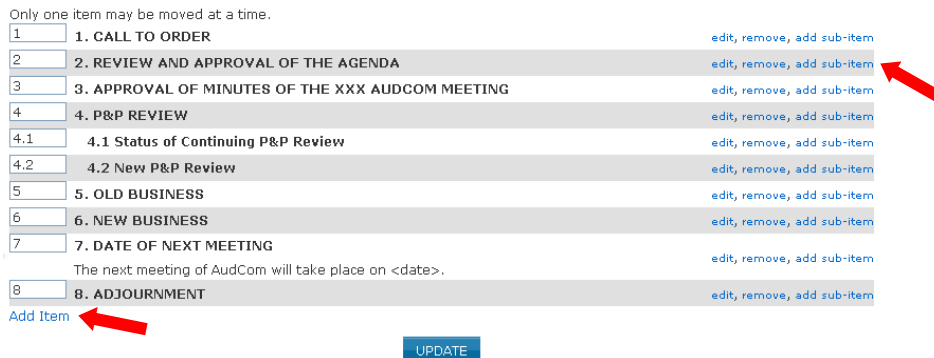 Only one item may be moved at a time.
1 1. CALL TO ORDER edit, remove, add sub-item
2 2. REVIEW AND APPROVAL OF THE AGENDA edit, remove, add sub-item
3 3. APPROVAL OF MINUTES OF THE XXX AUDCOM MEETING edit, remove, add sub-item
4 4. P&P REVIEW edit, remove, add sub-item
4.1 4.1 Status of Continuing P&P Review edit, remove, add sub-item
4.2 4.2 New P&P Review edit, remove, add sub-item
5 5. OLD BUSINESS edit, remove, add sub-item
6 6. NEW BUSINESS edit, remove, add sub-item
7 7. DATE OF NEXT MEETING edit, remove, add sub-item
The next meeting of AudCom will take place on <date>.
8 8. ADJOURNMENT edit, remove, add sub-item
Add Item
UPDATE